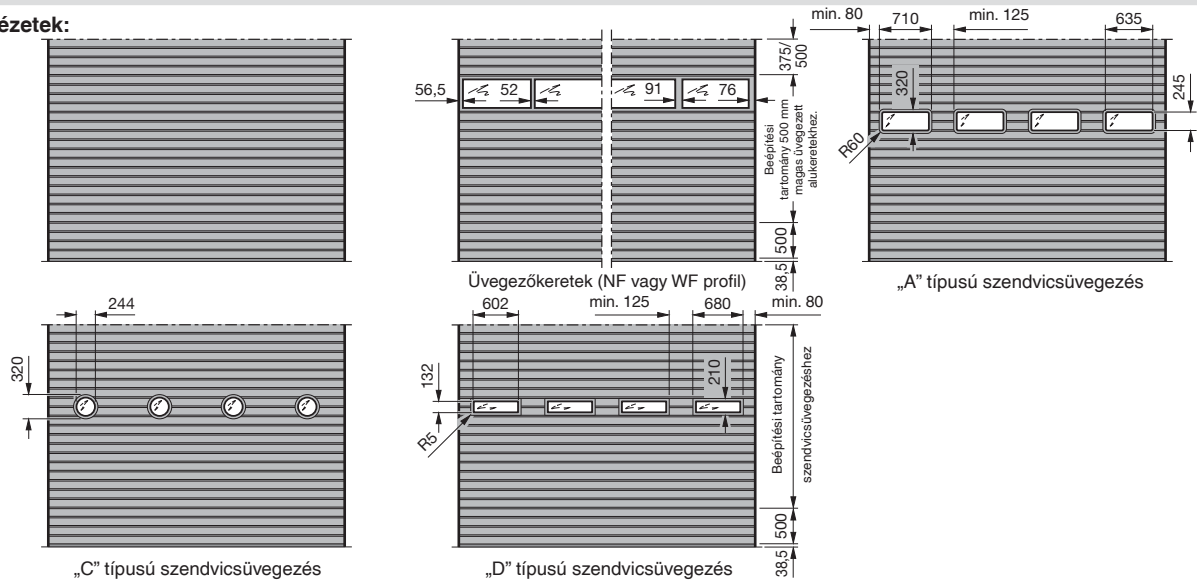 ézetek:
375/
500
56,5
52
91
76
Beépítési
tartomány 500 mm
magas üvegezett
alukeretekhez.
500
38,5
Üvegezőkeretek (NF vagy WF profil)
min. 80
710
min. 125
635
320
245
R60
„A” típusú szendvicsüvegezés
244
320
„C” típusú szendvicsüvegezés
602
min. 125
680
min. 80
132
210
R5
Beépítési tartomány
szendvicsüvegezéshez
500
38,5
„D” típusú szendvicsüvegezés